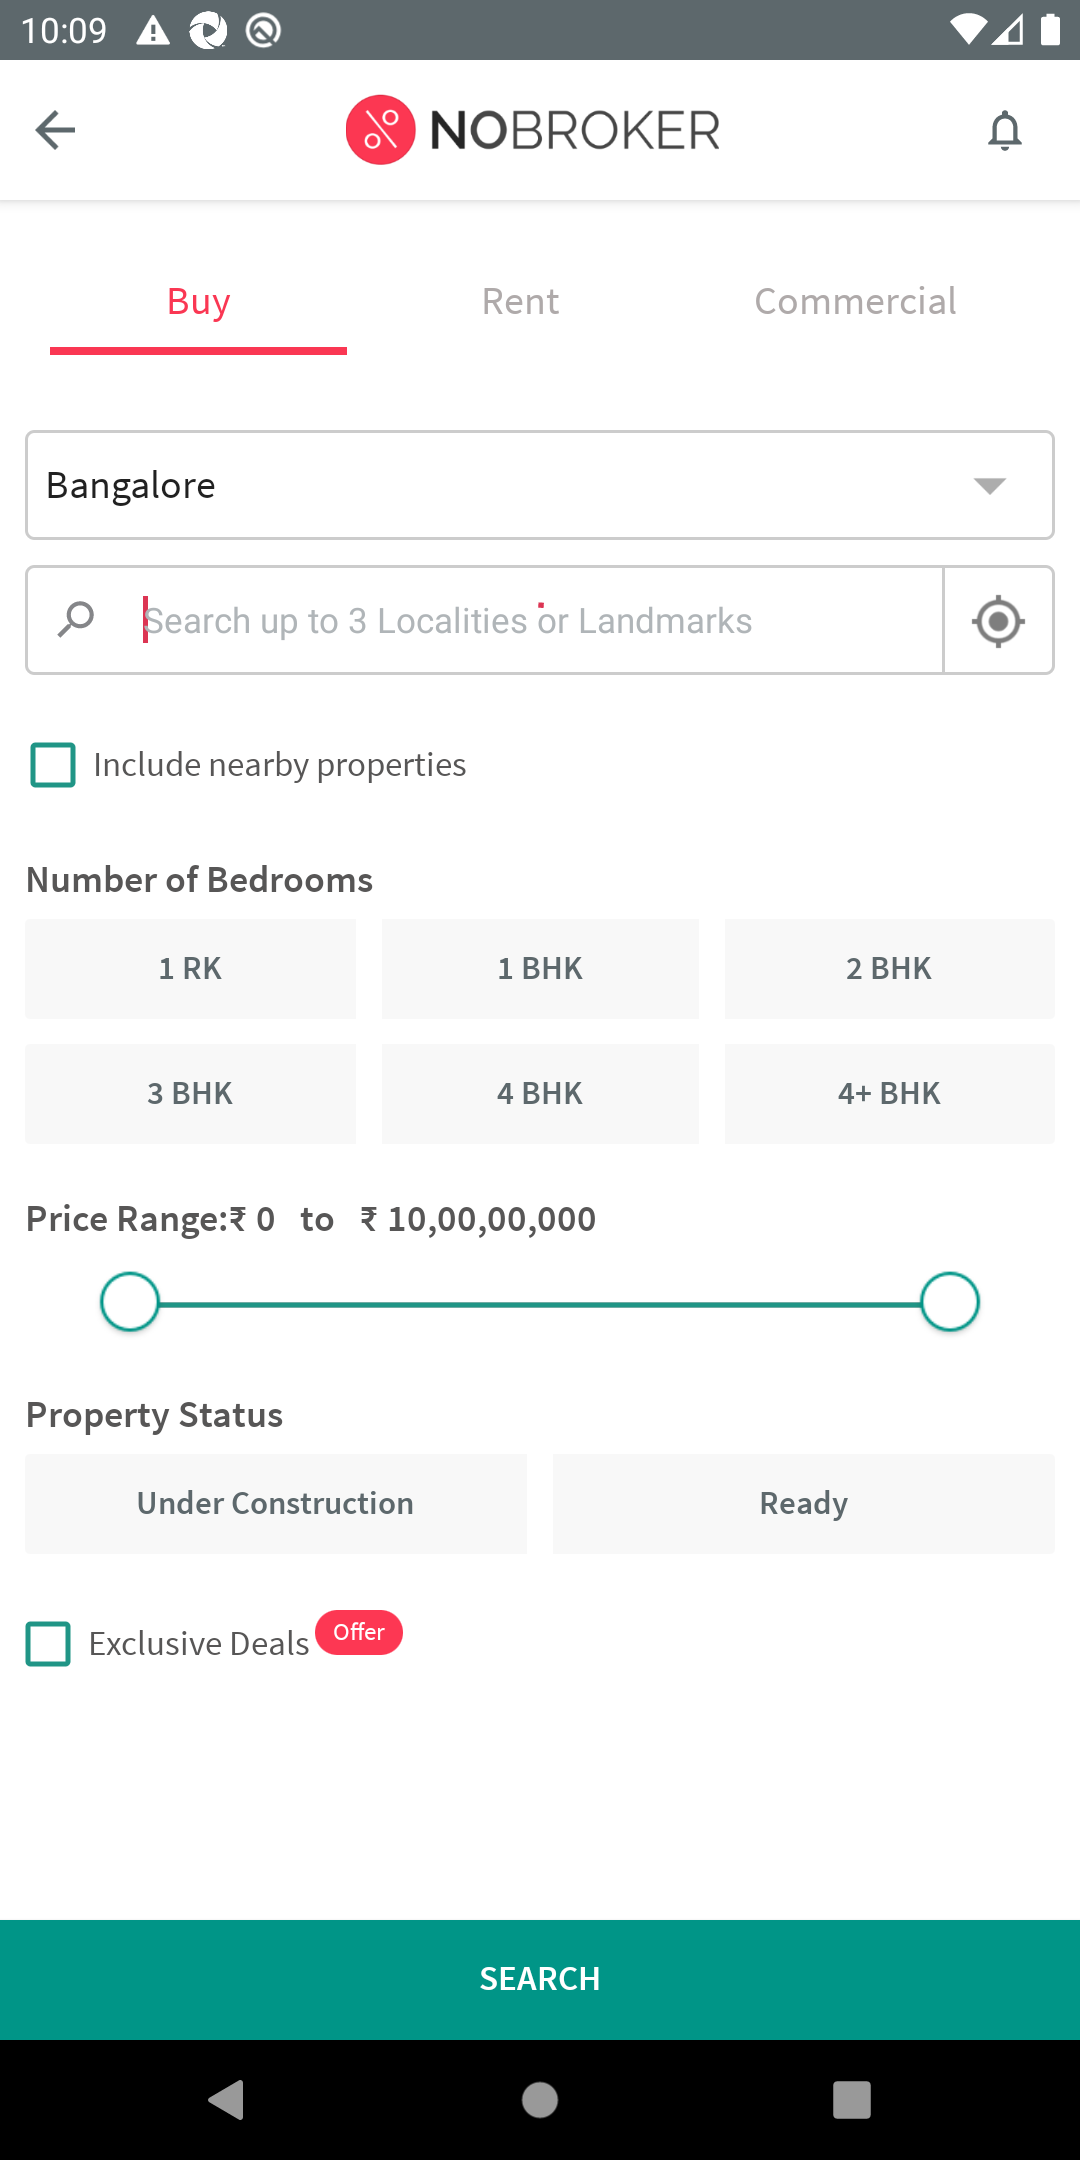 10:09
NOBROKER
Buy Rent Commercial
Bangalore
Search up to 3 Localities or Landmarks
Include nearby properties
Number of Bedrooms
1 RK 1 BHK 2 BHK
3 BHK 4 BHK 4+ BHK
Price Range:₹ 0 to ₹ 10,00,00,000
Property Status
Under Construction Ready
Exclusive Deals Offer
SEARCH